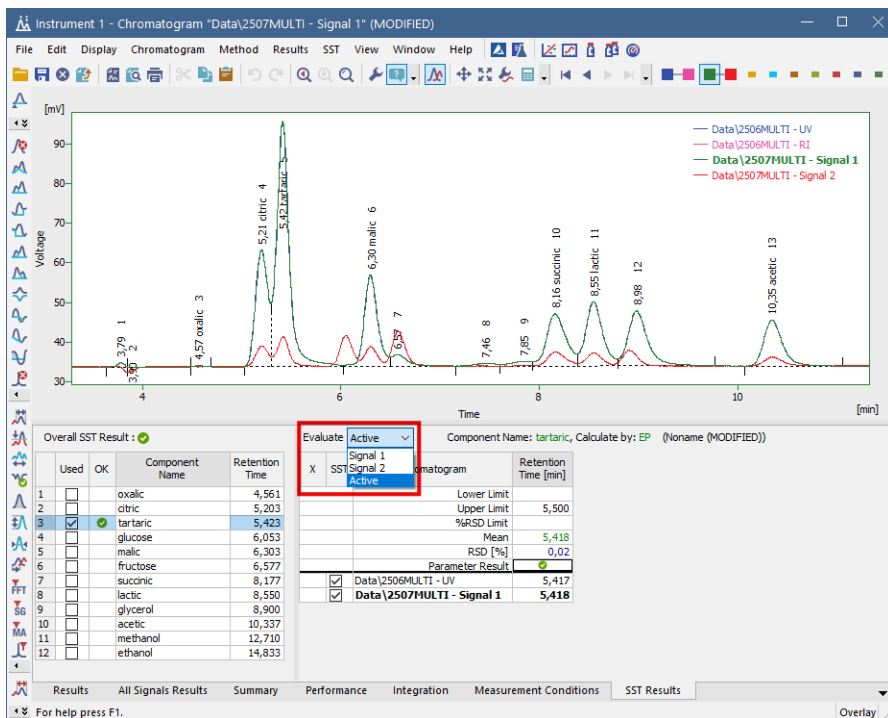 Instrument 1 - Chromatogram "Data\2507MULTI - Signal 1" (MODIFIED)
File Edit Display Chromatogram Method Results SST View Window Help
[mV]
Data\2506MULTI - UV
Data\2506MULTI - RI
Data\2507MULTI - Signal 1
Data\2507MULTI - Signal 2
90
80
70
60
50
40
30
Voltage
3,79 1
3,90 2
4,57 oxalic 3
5,21 citric 4
5,42 tartaric 5
6,30 malic 6
6,57 7
7,46 8
7,85 9
8,16 succinic 10
8,55 lactic 11
8,98 12
10,35 acetic 13
4 6 8 10
Time
[min]
Overall SST Result :
Used OK Component Name Retention Time
1 oxalic 4,561
2 citric 5,203
3 tartaric 5,423
4 glucose 6,053
5 malic 6,303
6 fructose 6,577
7 succinic 8,177
8 lactic 8,550
9 glycerol 8,900
10 acetic 10,337
11 methanol 12,710
12 ethanol 14,833
Evaluate Active Component Name: tartaric, Calculate by: EP (Noname (MODIFIED))
Signal 1
Signal 2
Active
X SST omatogram Retention Time [min]
Lower Limit
Upper Limit 5,500
%RSD Limit
Mean 5,418
RSD [%] 0,02
Parameter Result
Data\2506MULTI - UV 5,417
Data\2507MULTI - Signal 1 5,418
FFT
SG
MA
Results All Signals Results Summary Performance Integration Measurement Conditions SST Results
For help press F1.
Overlay